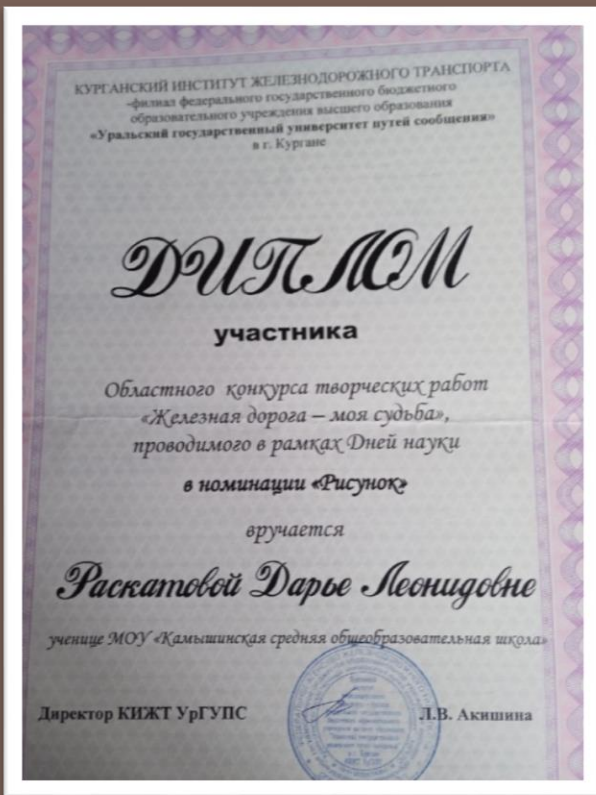 КУРГАНСКИЙ ИНСТИТУТ ЖЕЛЕЗНОДОРОЖНОГО ТРАНСПОРТА
-филиал федерального государственного бюджетного
образовательного учреждения высшего образования
«Уральский государственный университет путей сообщения»
в г. Кургане
ДИПЛОМ
участника
Областного конкурса творческих работ
«Железная дорога – моя судьба»,
проводимого в рамках Дней науки
в номинации «Рисунок»
вручается
Раскатовой Дарье Леонидовне
ученице МОУ «Камышинская средняя общеобразовательная школа»
Директор КИЖТ УрГУПС Л.В. Акишина